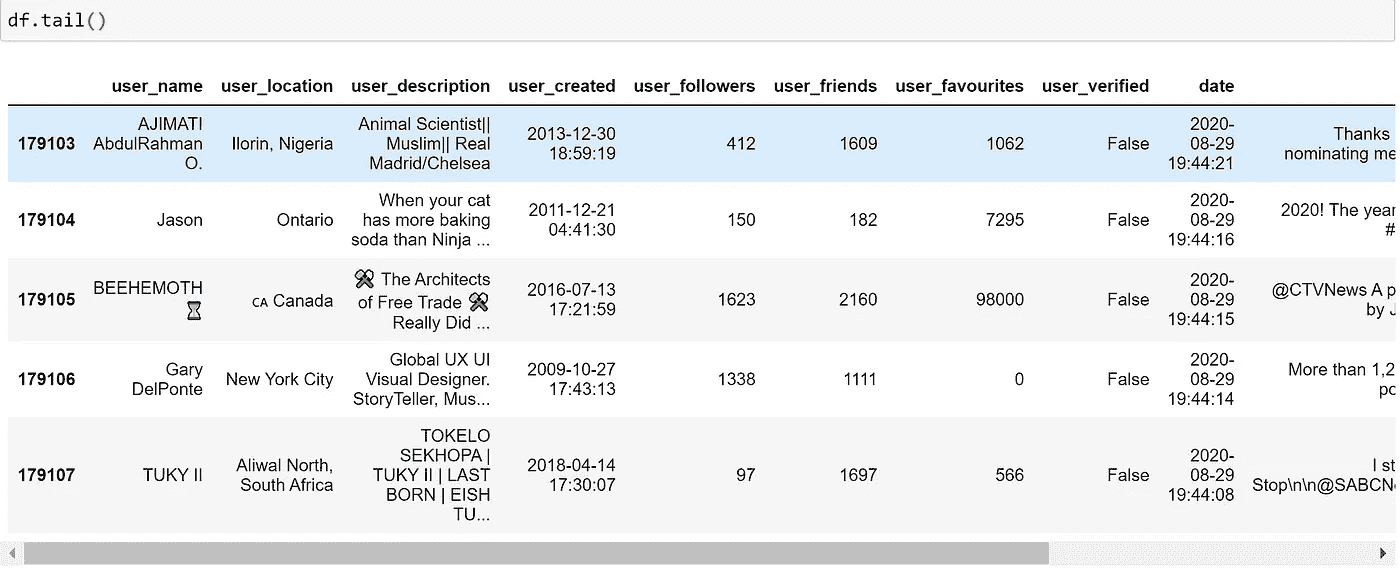 df.tail()
user_name user_location user_description user_created user_followers user_friends user_favourites user_verified date
179103 AJIMATI AbdulRahman O. Ilorin, Nigeria Animal Scientist|| Muslim|| Real Madrid/Chelsea 2013-12-30 18:59:19 412 1609 1062 False 2020-08-29 19:44:21 Thanks nominating me
179104 Jason Ontario When your cat has more baking soda than Ninja ... 2011-12-21 04:41:30 150 182 7295 False 2020-08-29 19:44:16 2020! The year #
179105 BEEHEMOTH ⏳ ᴄᴀ Canada ⚒ The Architects of Free Trade ⚒ Really Did ... 2016-07-13 17:21:59 1623 2160 98000 False 2020-08-29 19:44:15 @CTVNews A p by J
179106 Gary DelPonte New York City Global UX UI Visual Designer. StoryTeller, Mus... 2009-10-27 17:43:13 1338 1111 0 False 2020-08-29 19:44:14 More than 1,2 po
179107 TUKY II Aliwal North, South Africa TOKELO SEKHOPA | TUKY II | LAST BORN | EISH TU... 2018-04-14 17:30:07 97 1697 566 False 2020-08-29 19:44:08 I st Stop\n\n@SABCN